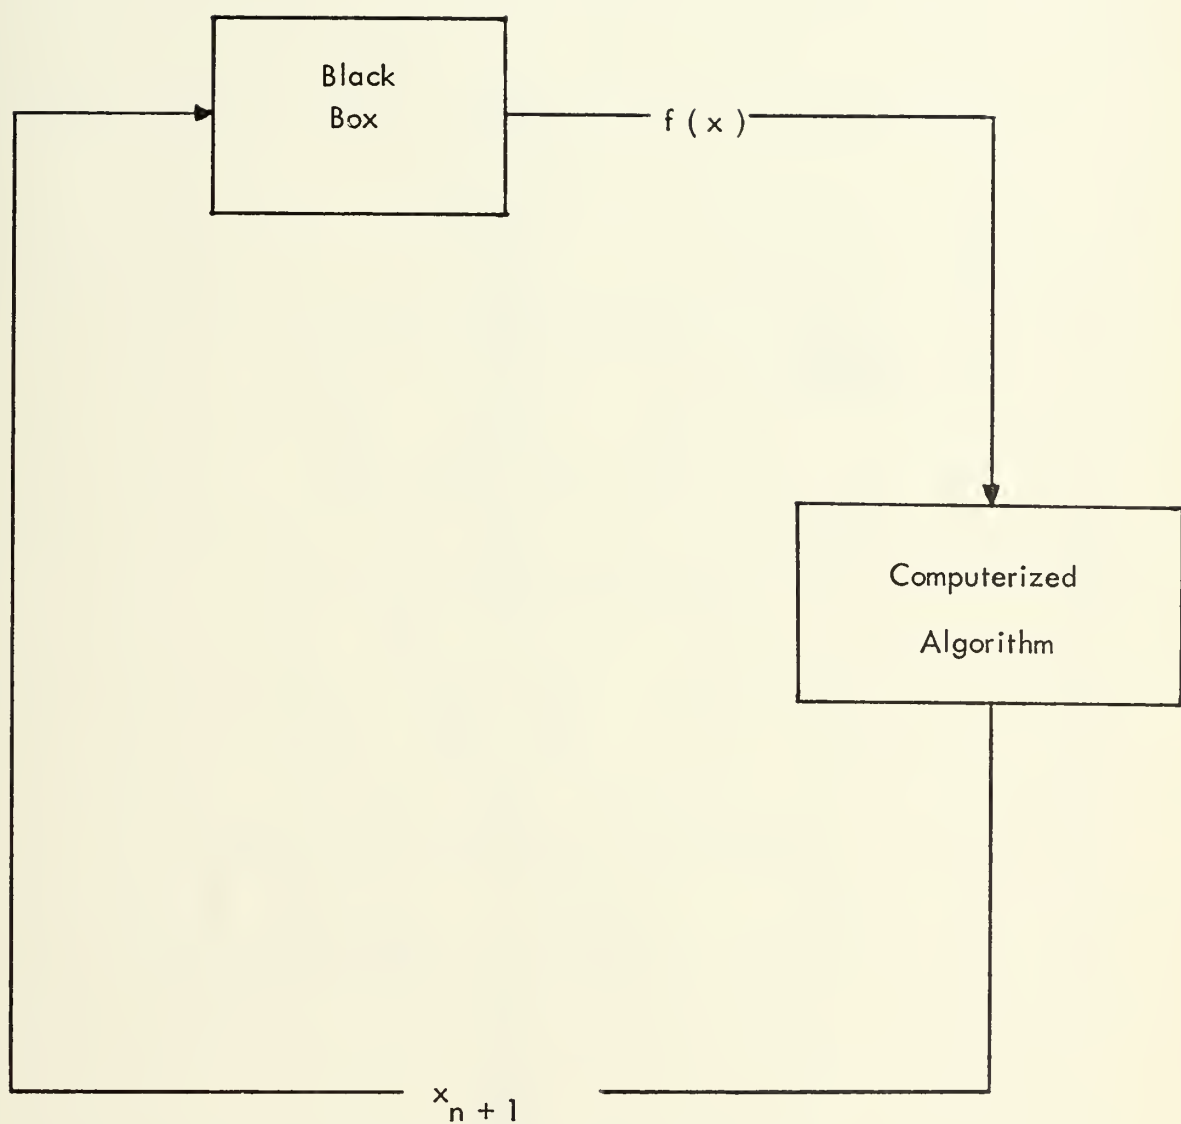 Black
Box
f ( x )
Computerized
Algorithm
x
n + 1